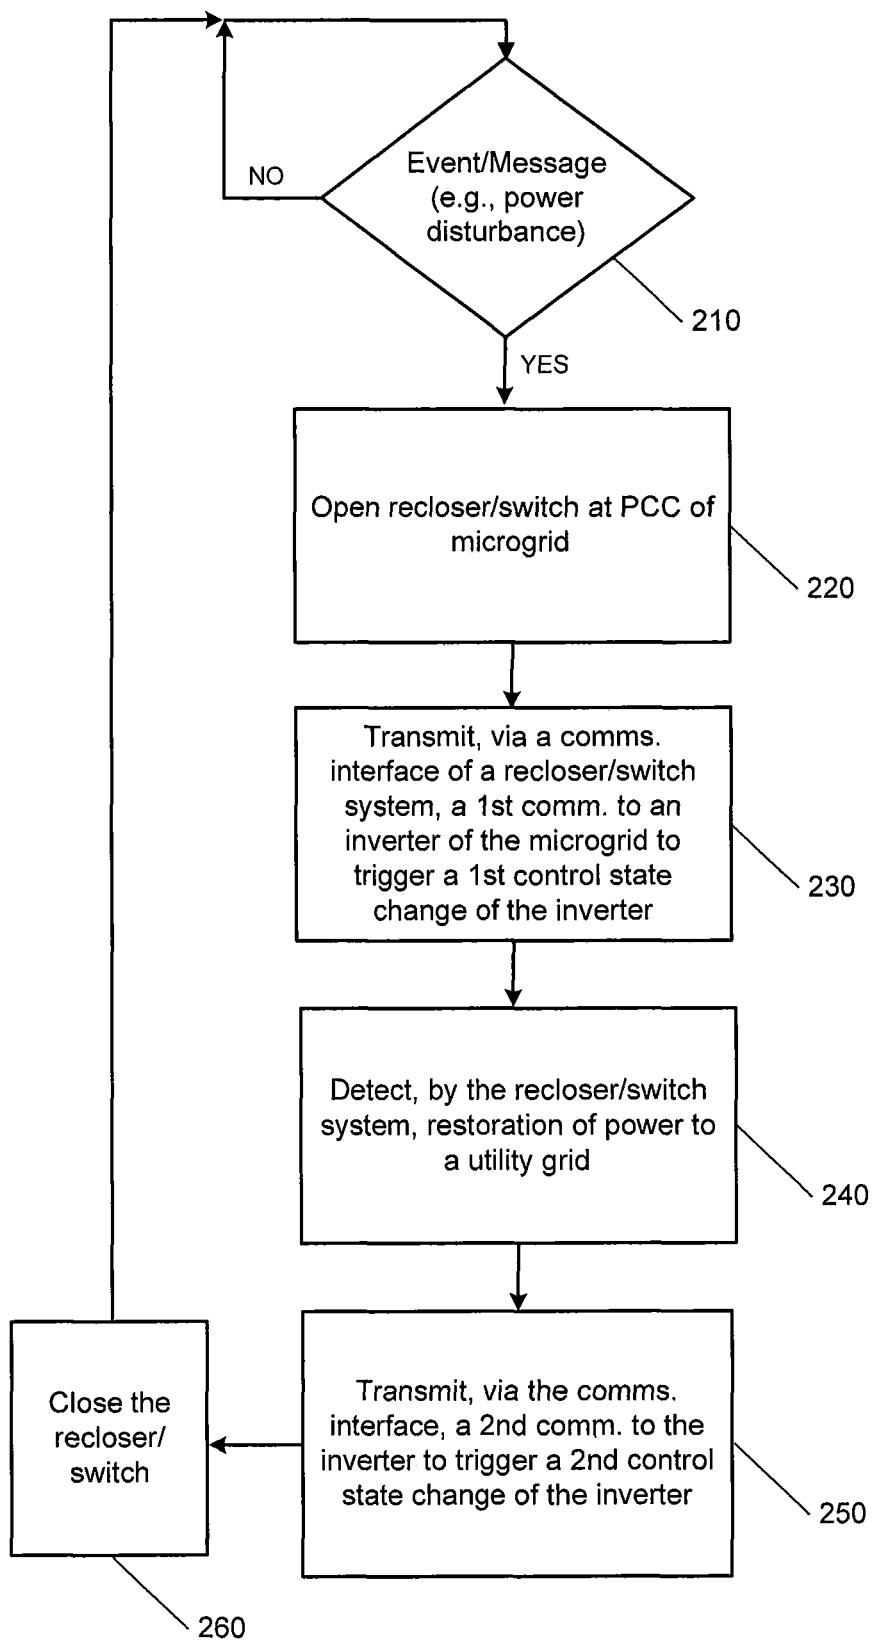 Event/Message
(e.g., power
disturbance)
NO
210
YES
Open recloser/switch at PCC of
microgrid
220
Transmit, via a comms.
interface of a recloser/switch
system, a 1st comm. to an
inverter of the microgrid to
trigger a 1st control state
change of the inverter
230
Detect, by the recloser/switch
system, restoration of power to
a utility grid
240
Transmit, via the comms.
interface, a 2nd comm. to the
inverter to trigger a 2nd control
state change of the inverter
250
Close the
recloser/
switch
260